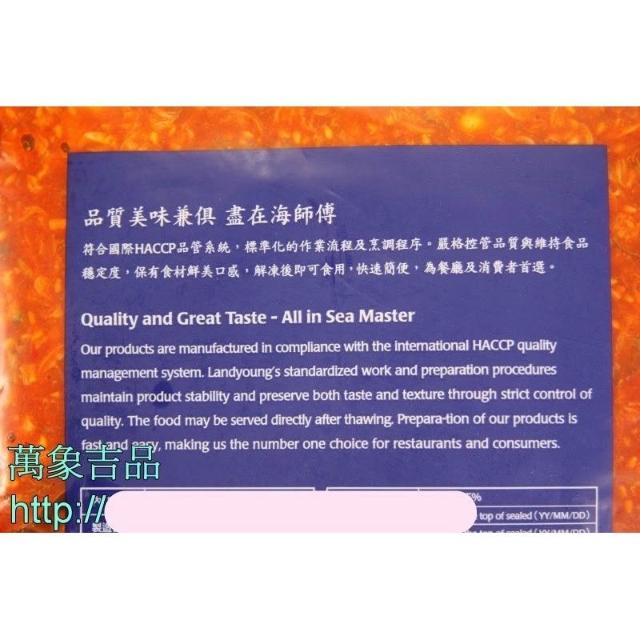 品質美味兼俱 盡在海師傅
符合國際HACCP品管系統,標準化的作業流程及烹調程序。嚴格控管品質與維持食品
穩定度,保有食材鮮美口感,解凍後即可食用,快速簡便,為餐廳及消費者首選。
Quality and Great Taste - All in Sea Master
Our products are manufactured in compliance with the international HACCP quality
management system. Landyoung's standardized work and preparation procedures
maintain product stability and preserve both taste and texture through strict control of
quality. The food may be served directly after thawing. Prepara-tion of our products is
fast and easy, making us the number one choice for restaurants and consumers.
萬象吉品
http://
top of sealed (YY/MM/DD)
top of sealed (YY/MM/DD)